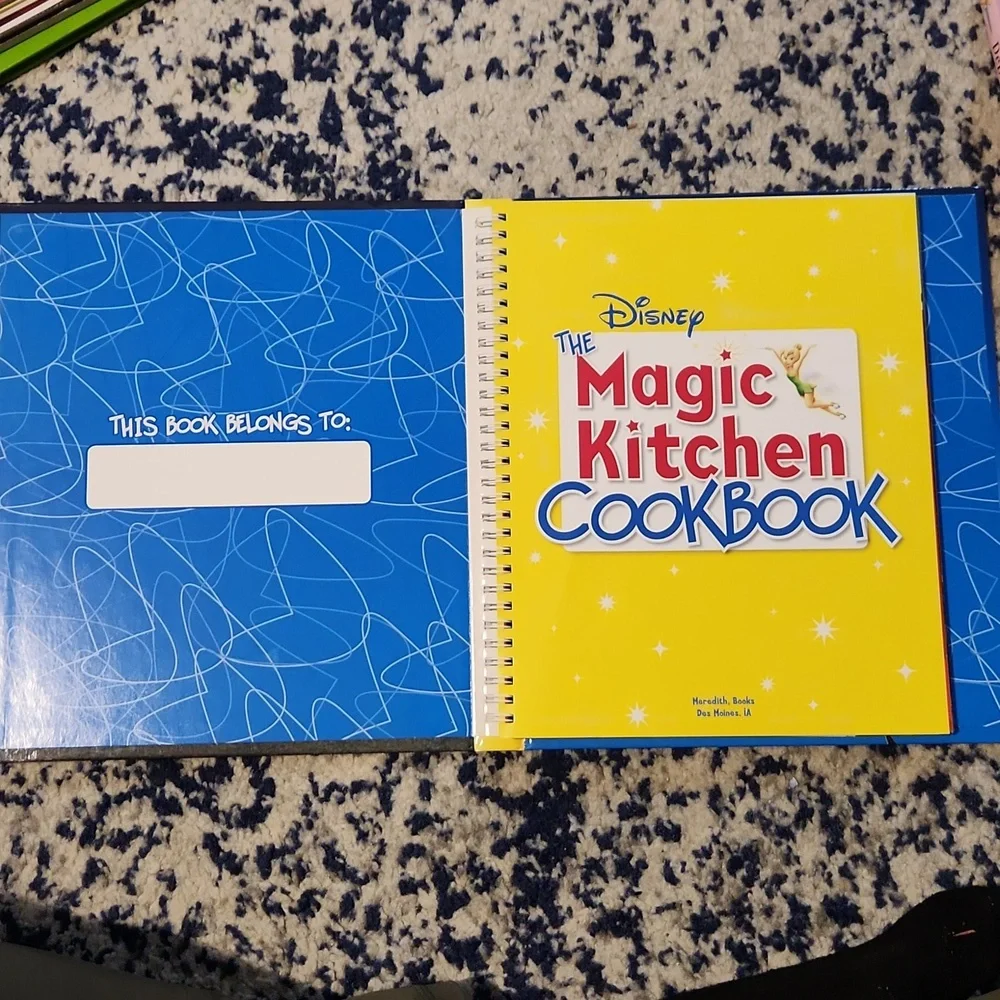 THIS BOOK BELONGS TO:
DISNEY
THE
Magic
Kitchen
COOKBOOK
Meredith, Books
Des Moines, IA